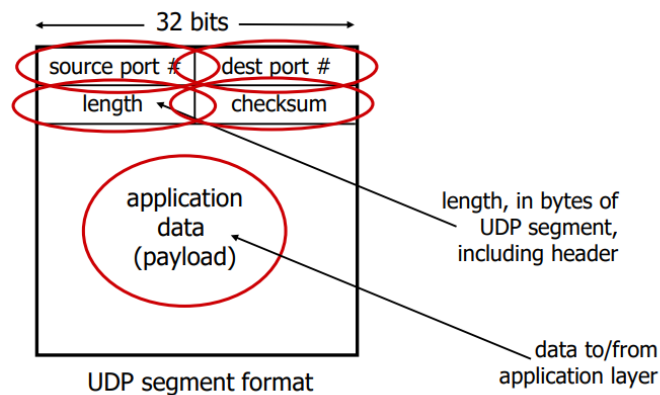 32 bits
source port # dest port #
length checksum
application
data
(payload)
length, in bytes of
UDP segment,
including header
data to/from
application layer
UDP segment format